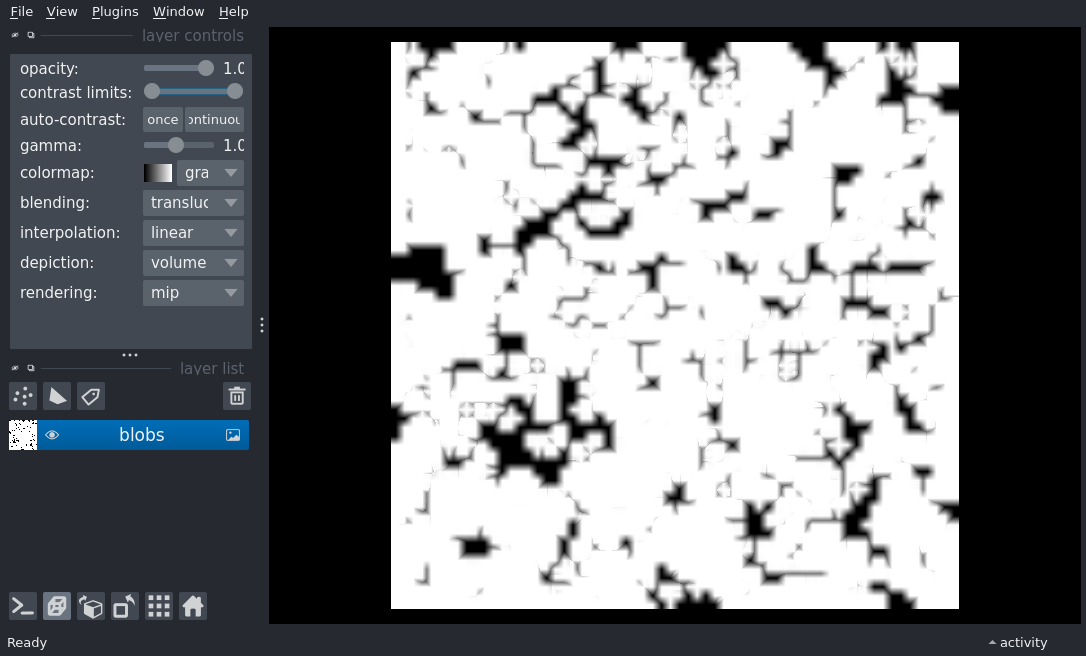 File View Plugins Window Help
layer controls
opacity: 1.0
contrast limits:
auto-contrast: once ontinuou
gamma: 1.0
colormap: gra
blending: transluc
interpolation: linear
depiction: volume
rendering: mip
layer list
blobs
Ready
activity